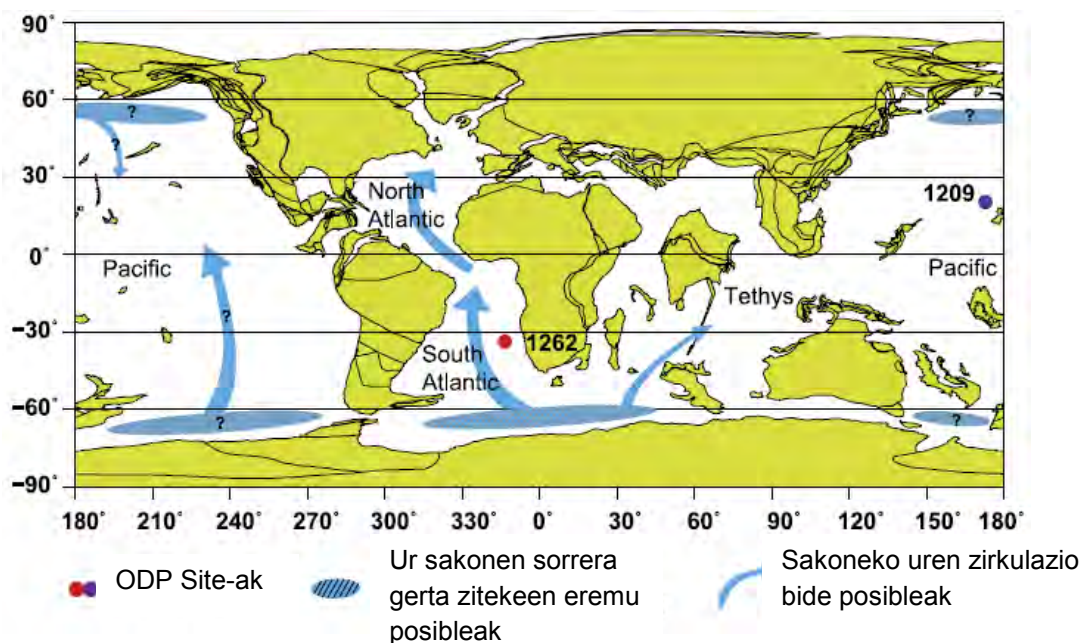 90˚
60˚
30˚
0˚
−30˚
−60˚
−90˚
?
?
?
North
Atlantic
1209
Pacific
Pacific
Tethys
?
1262
South
Atlantic
?
?
180˚ 210˚ 240˚ 300˚ 330˚ 0˚ 30˚ 60˚ 90˚ 120˚ 150˚ 180˚
ODP Site-ak
Ur sakonen sorrera
gerta zitekeen eremu
posibleak
Sakoneko uren zirkulazio
bide posibleak